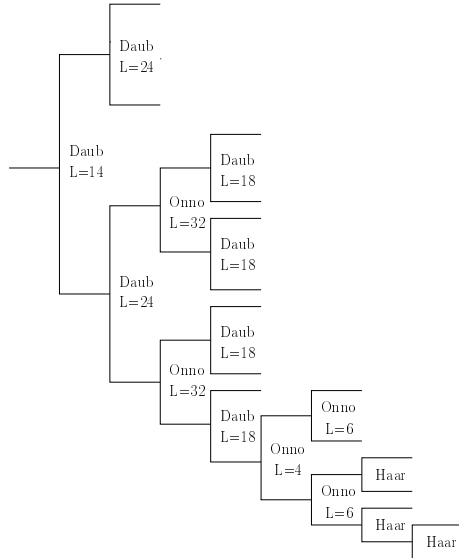 Daub
L=24
Daub
L=14
Daub
L=18
Onno
L=32
Daub
L=18
Daub
L=24
Daub
L=18
Onno
L=32
Daub
L=18
Onno
L=6
Onno
L=4
Haar
Onno
L=6
Haar
Haar